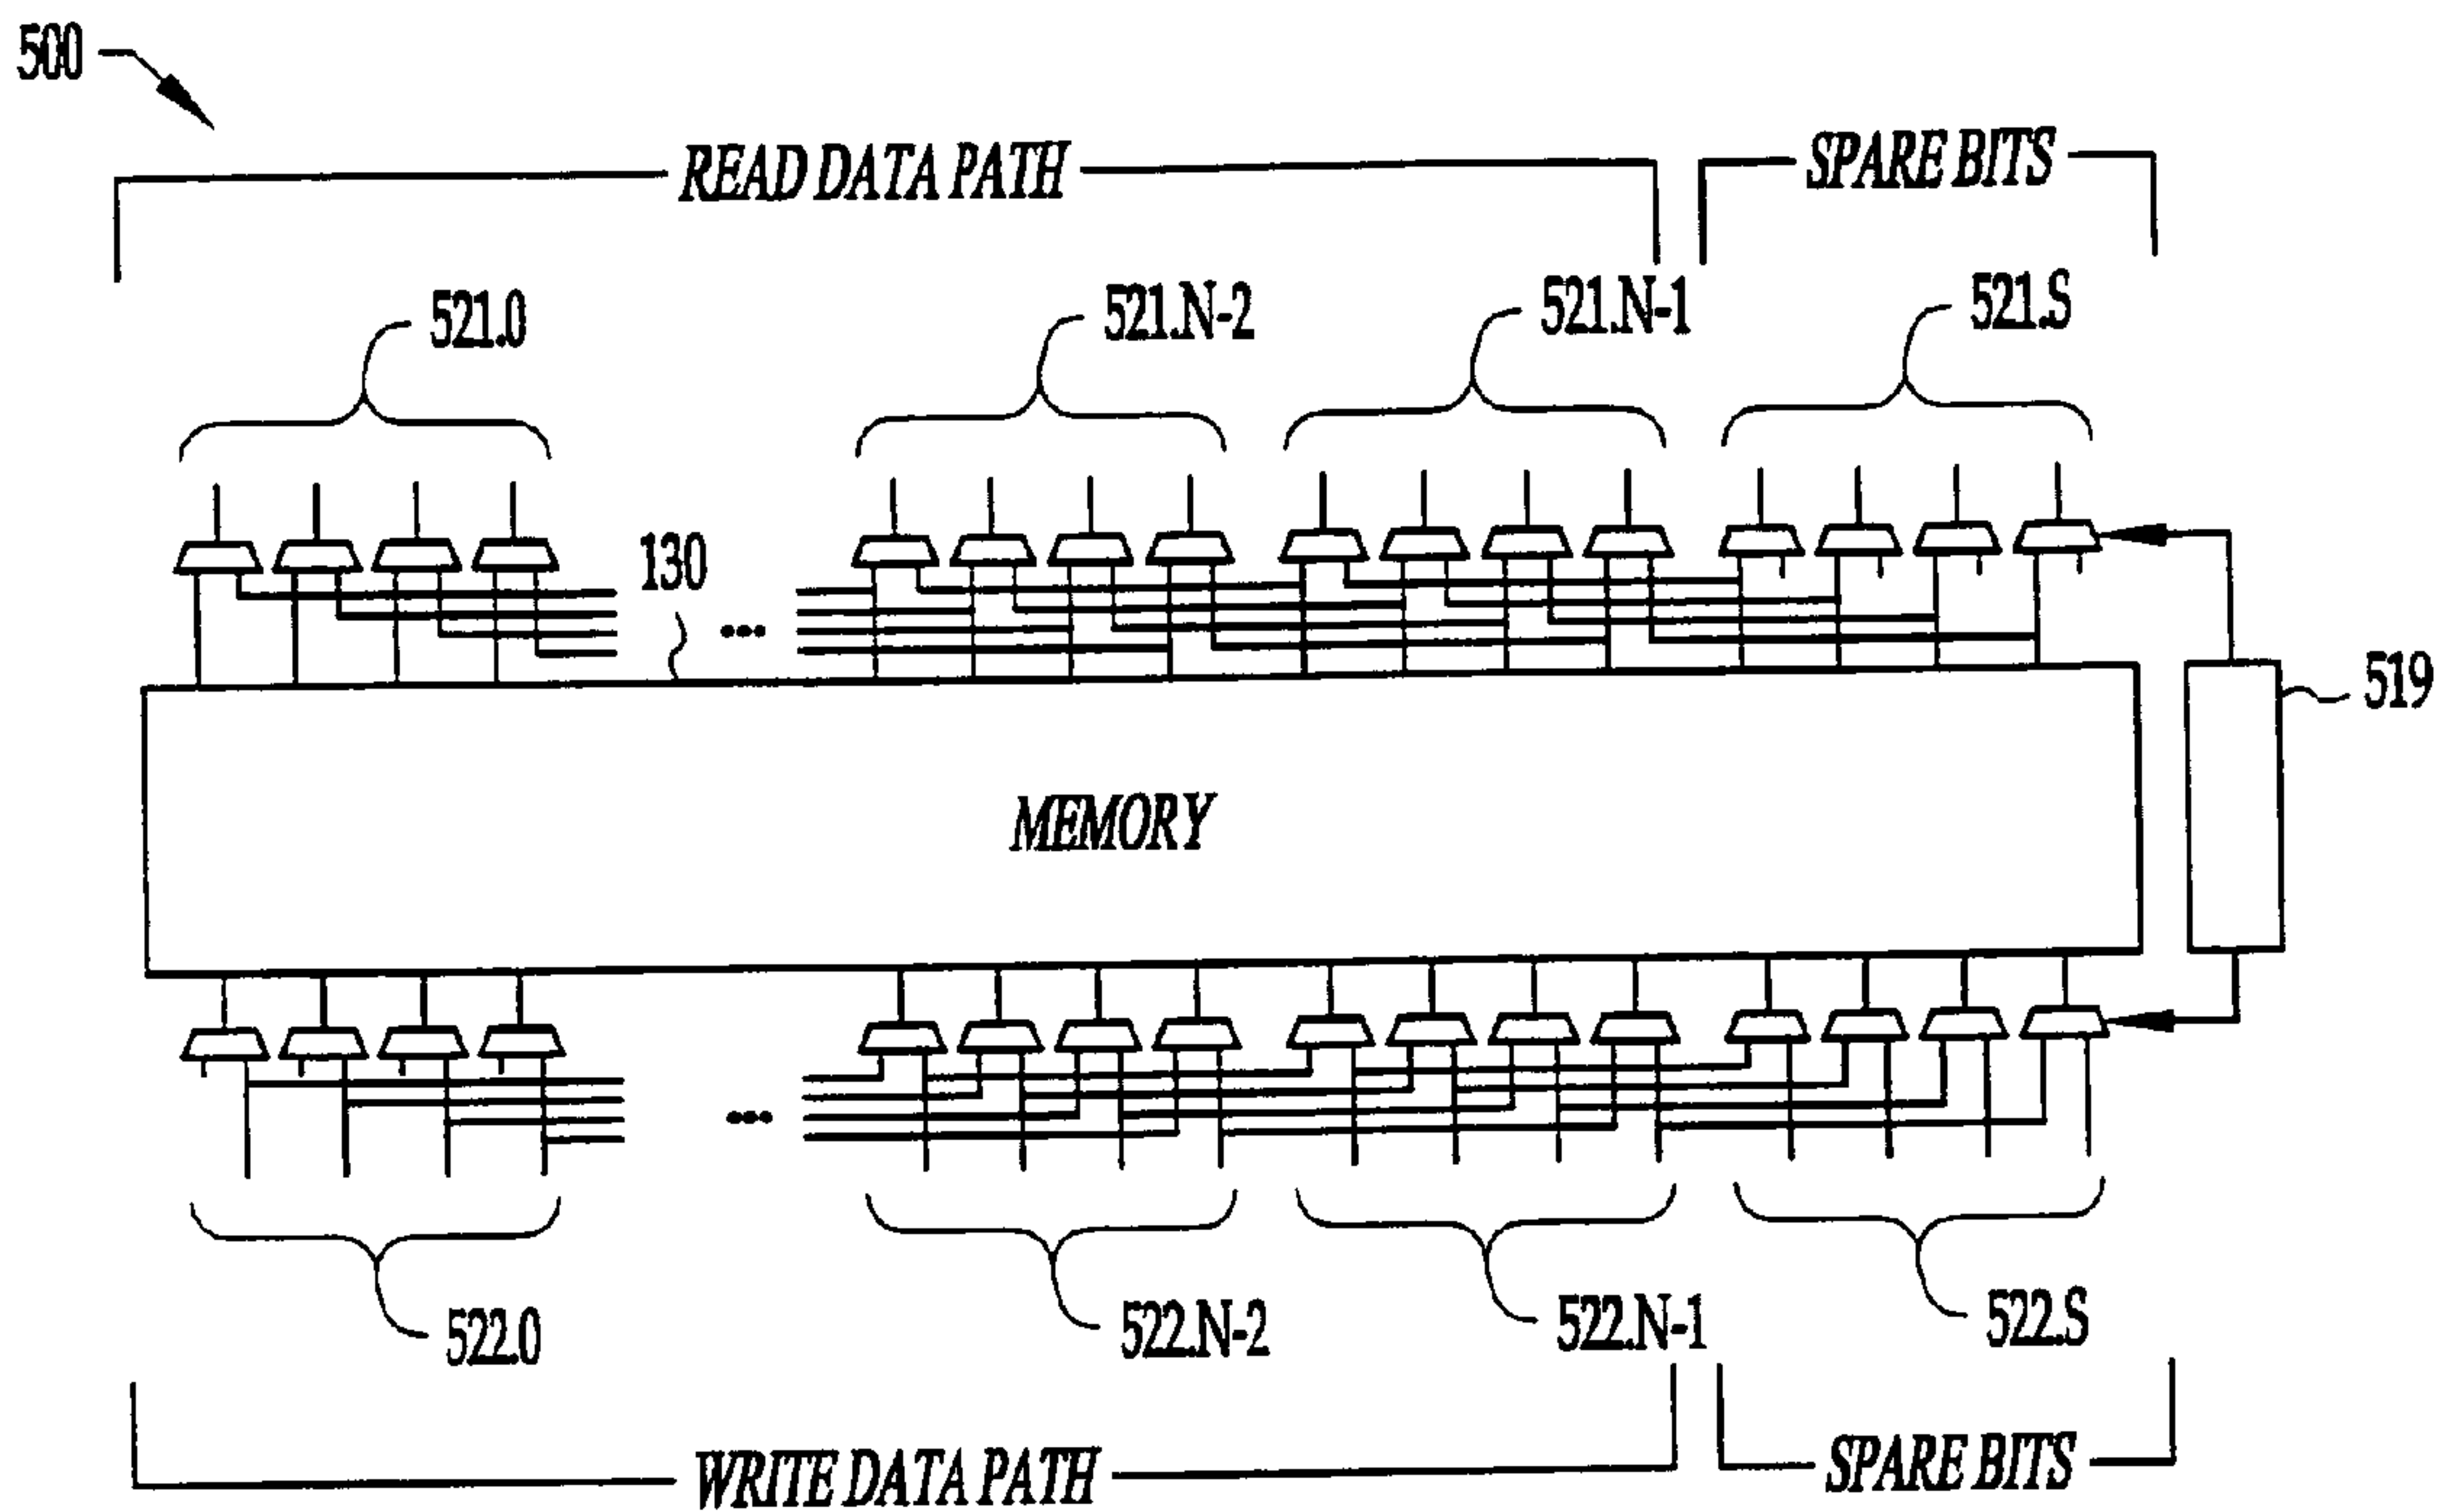 500
READ DATA PATH
SPARE BITS
521.0
521.N-2
521.N-1
521.S
130
•••
519
MEMORY
•••
522.0
522.N-2
522.N-1
522.S
WRITE DATA PATH
SPARE BITS